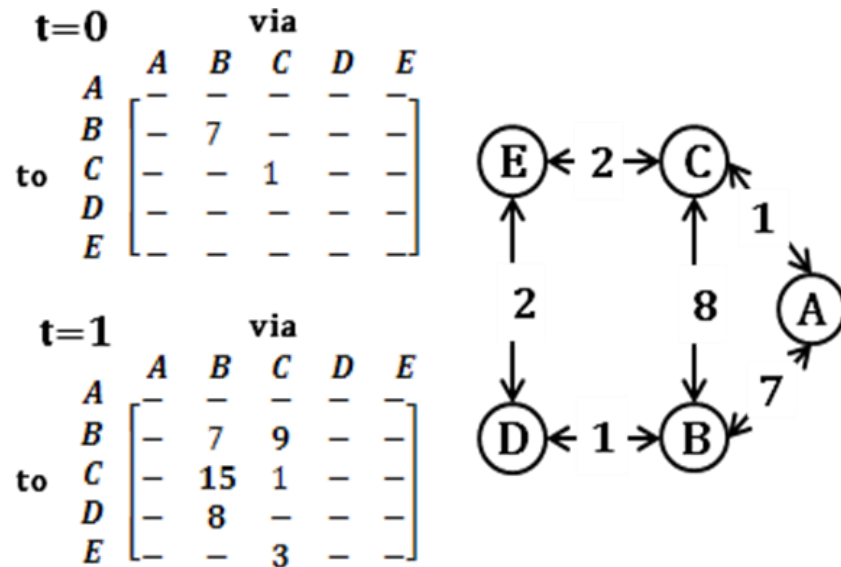 t=0 via
A B C D E
A – – – – –
B – 7 – – –
to C – – 1 – –
D – – – – –
E – – – – –
t=1 via
A B C D E
A – – – – –
B – 7 9 – –
to C – 15 1 – –
D – 8 – – –
E – – 3 – –
E 2 C
1
2 8 A
7
D 1 B